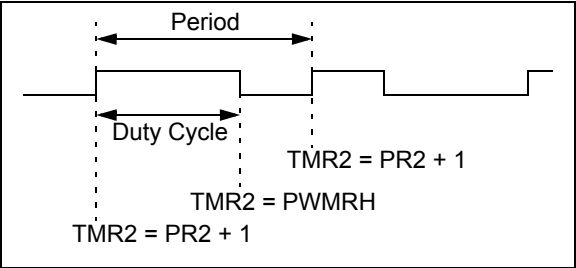 Period
Duty Cycle
TMR2 = PR2 + 1
TMR2 = PWMRH
TMR2 = PR2 + 1